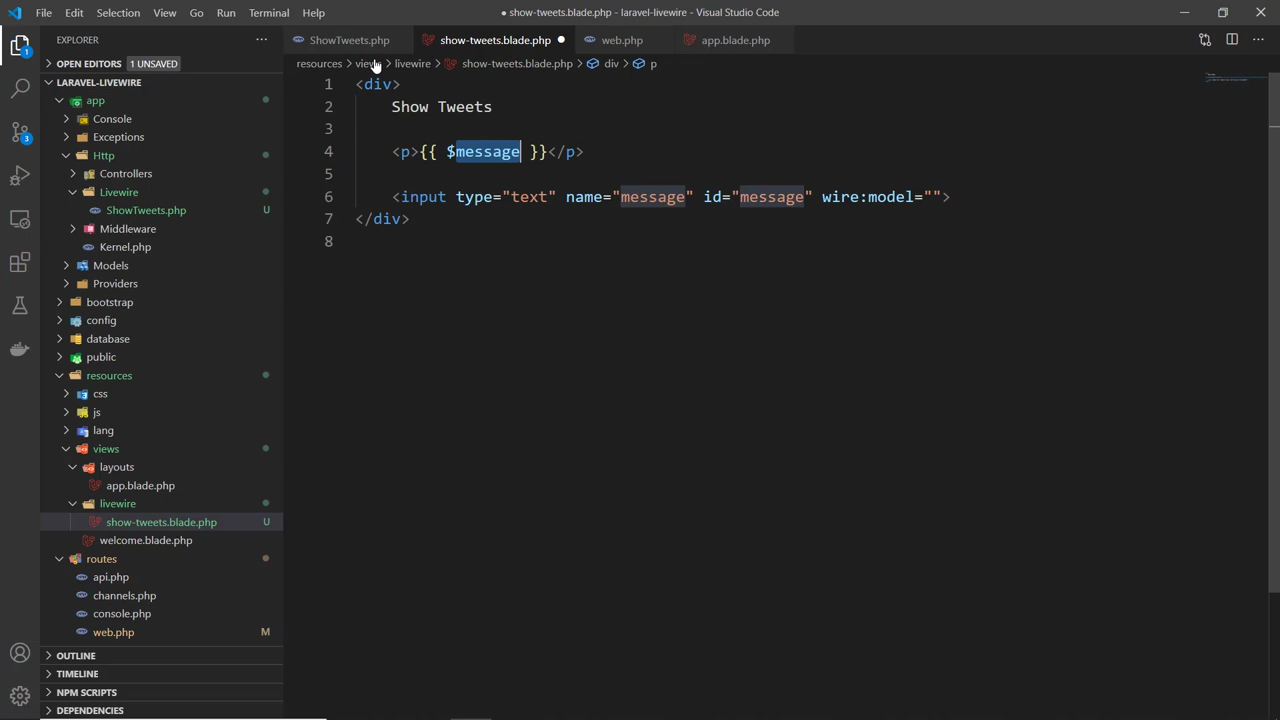 File Edit Selection View Go Run Terminal Help
● show-tweets.blade.php - laravel-livewire - Visual Studio Code
EXPLORER
OPEN EDITORS 1 UNSAVED
LARAVEL-LIVEWIRE
app
Console
Exceptions
Http
Controllers
Livewire
ShowTweets.php U
Middleware
Kernel.php
Models
Providers
bootstrap
config
database
public
resources
css
js
lang
views
layouts
app.blade.php
livewire
show-tweets.blade.php U
welcome.blade.php
routes
api.php
channels.php
console.php
web.php M
OUTLINE
TIMELINE
NPM SCRIPTS
DEPENDENCIES
1
3
ShowTweets.php show-tweets.blade.php web.php app.blade.php
resources > views > livewire > show-tweets.blade.php > div > p
1 <div>
2 Show Tweets
3
4 <p>{{ $message }}</p>
5
6 <input type="text" name="message" id="message" wire:model="">
7 </div>
8